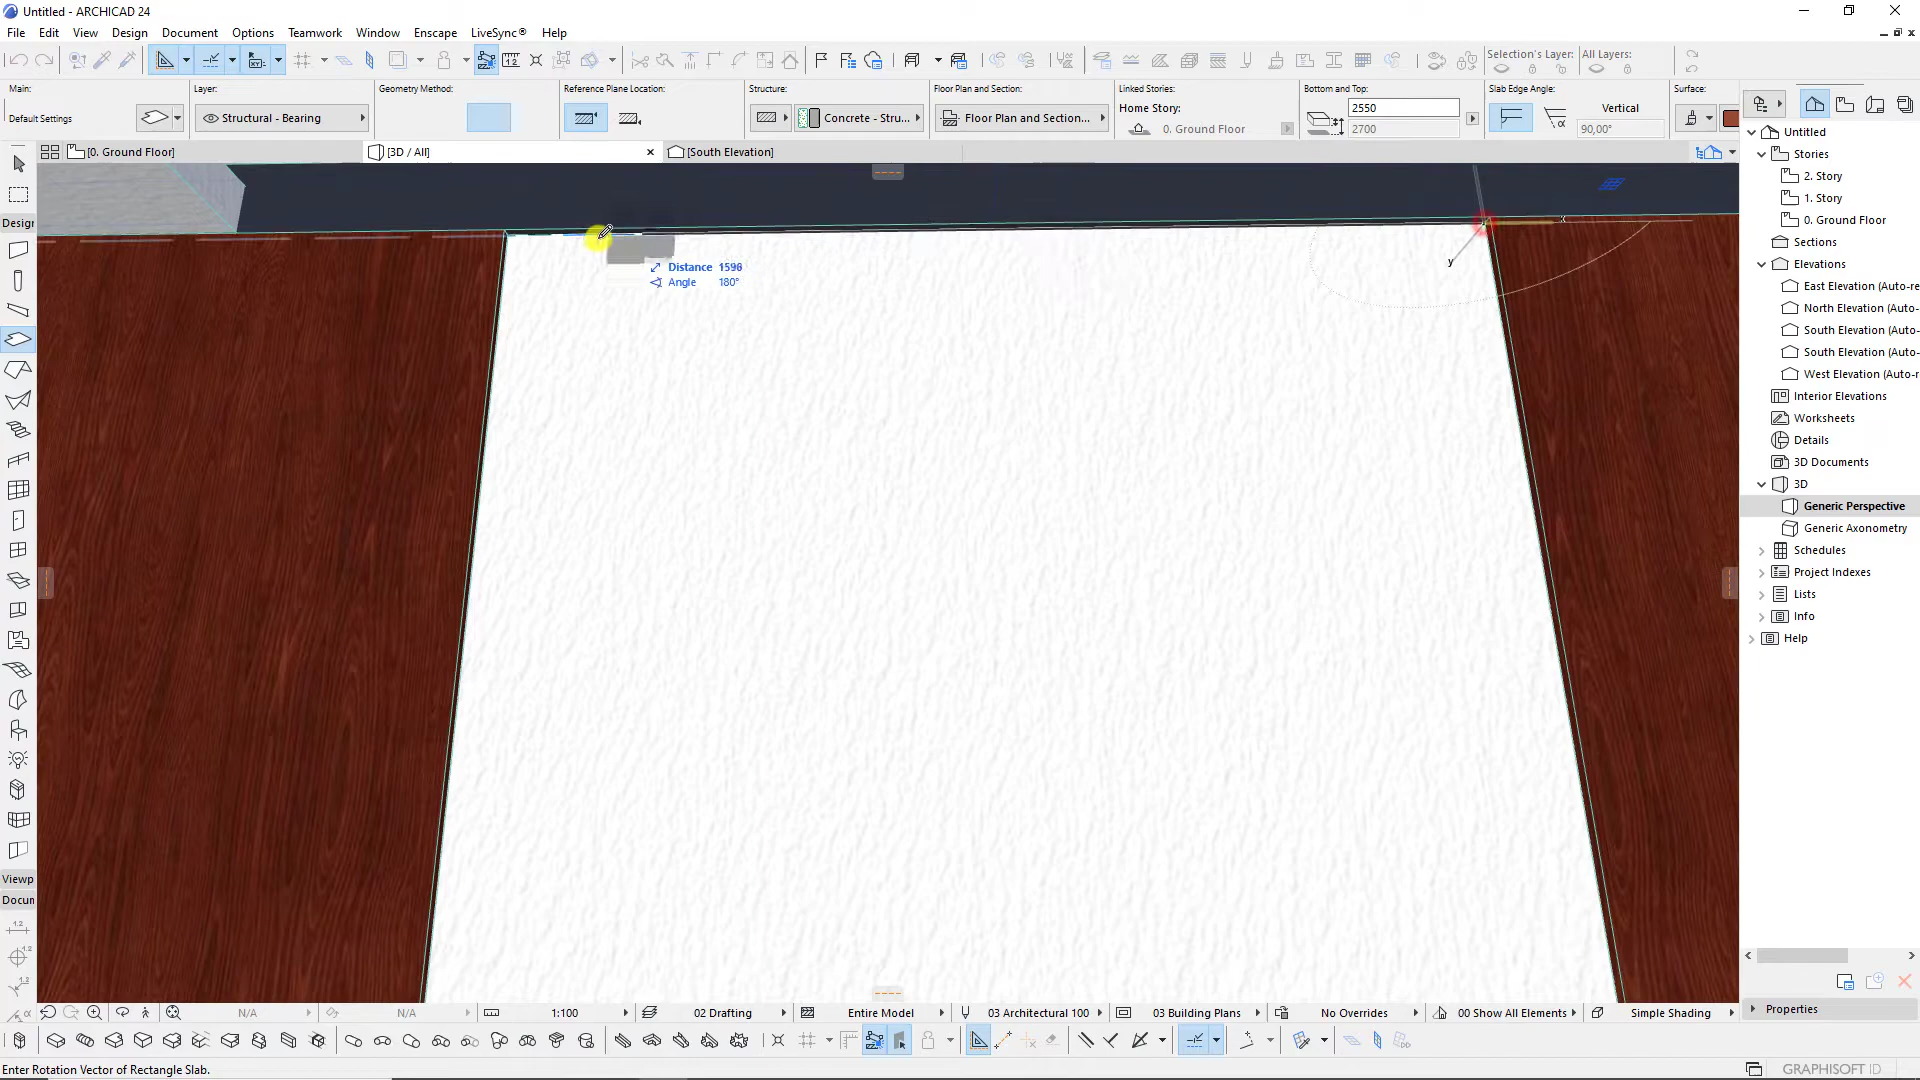 Untitled - ARCHICAD 24
File Edit View Design Document Options Teamwork Window Enscape LiveSync® Help
Selection's Layer: All Layers:
Main: Layer: Geometry Method: Reference Plane Location: Structure: Floor Plan and Section: Linked Stories: Bottom and Top: Slab Edge Angle: Surface:
Default Settings Structural - Bearing Concrete - Stru... Floor Plan and Section... Home Story: 2550 Vertical
0. Ground Floor 2700 90,00°
[0. Ground Floor] [3D / All] [South Elevation]
Design
Distance 1596
Angle 180°
x
y
Untitled
Stories
2. Story
1. Story
0. Ground Floor
Sections
Elevations
East Elevation (Auto-re
North Elevation (Auto-
South Elevation (Auto-
South Elevation (Auto-
West Elevation (Auto-r
Interior Elevations
Worksheets
Details
3D Documents
3D
Generic Perspective
Generic Axonometry
Schedules
Project Indexes
Lists
Info
Help
Viewp
Docum
Properties
N/A N/A 1:100 02 Drafting Entire Model 03 Architectural 100 03 Building Plans No Overrides 00 Show All Elements Simple Shading
Enter Rotation Vector of Rectangle Slab.
GRAPHISOFT ID